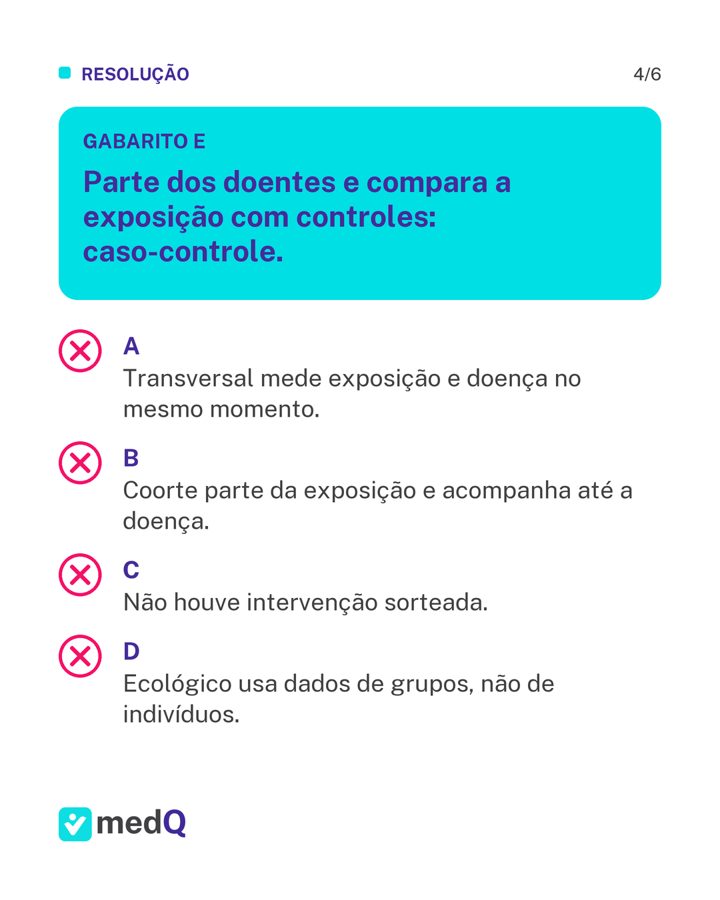 RESOLUÇÃO
4/6
GABARITO E
Parte dos doentes e compara a
exposição com controles:
caso-controle.
A
Transversal mede exposição e doença no
mesmo momento.
B
Coorte parte da exposição e acompanha até a
doença.
C
Não houve intervenção sorteada.
D
Ecológico usa dados de grupos, não de
indivíduos.
medQ